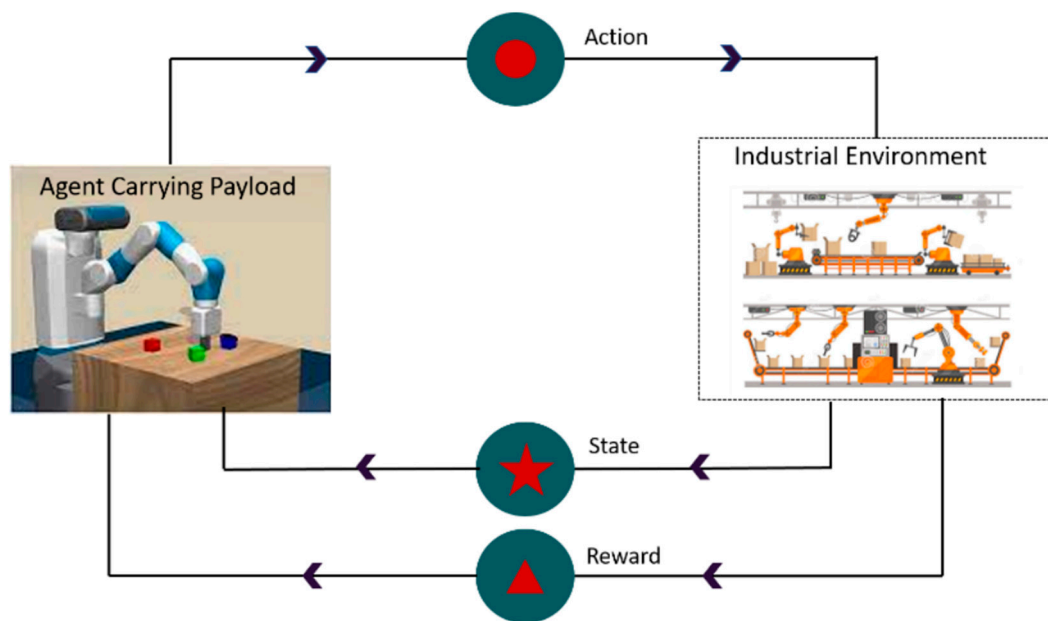 Action
Industrial Environment
Agent Carrying Payload
State
Reward